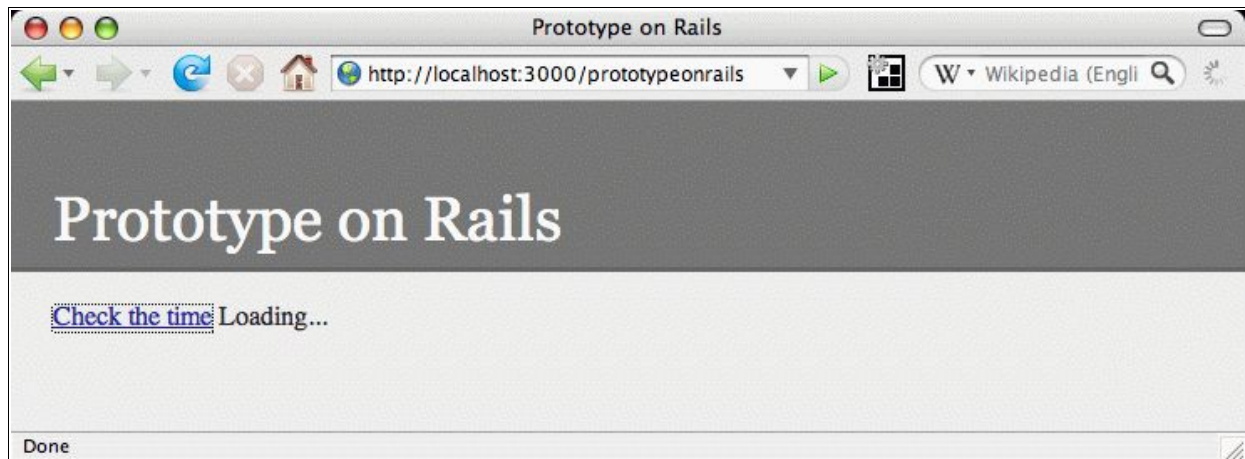 Prototype on Rails
http://localhost:3000/prototypeonrails
W Wikipedia (Engli
Prototype on Rails
Check the time Loading...
Done